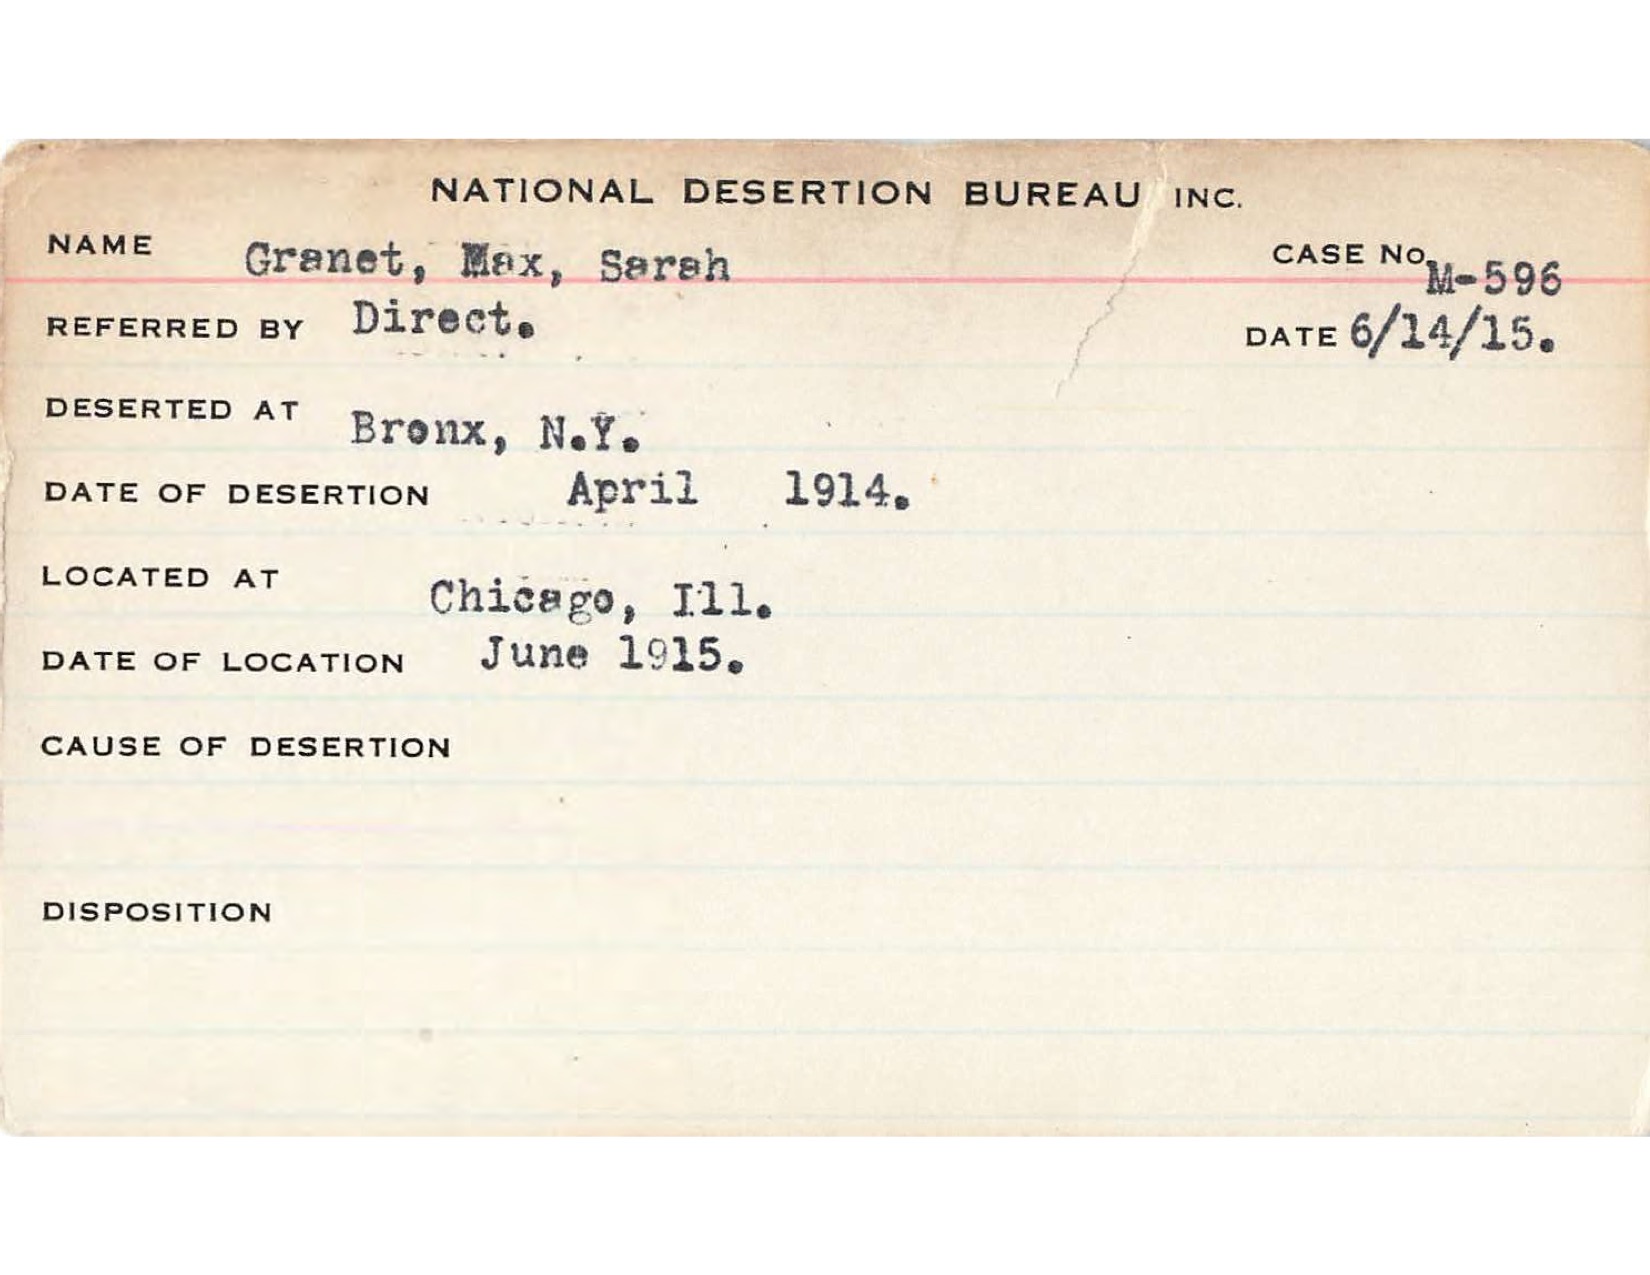 NATIONAL DESERTION BUREAU INC.
NAME Granet, Max, Sarah CASE No. M-596
REFERRED BY Direct. DATE 6/14/15.
DESERTED AT Bronx, N.Y.
DATE OF DESERTION April 1914.
LOCATED AT Chicago, Ill.
DATE OF LOCATION June 1915.
CAUSE OF DESERTION
DISPOSITION